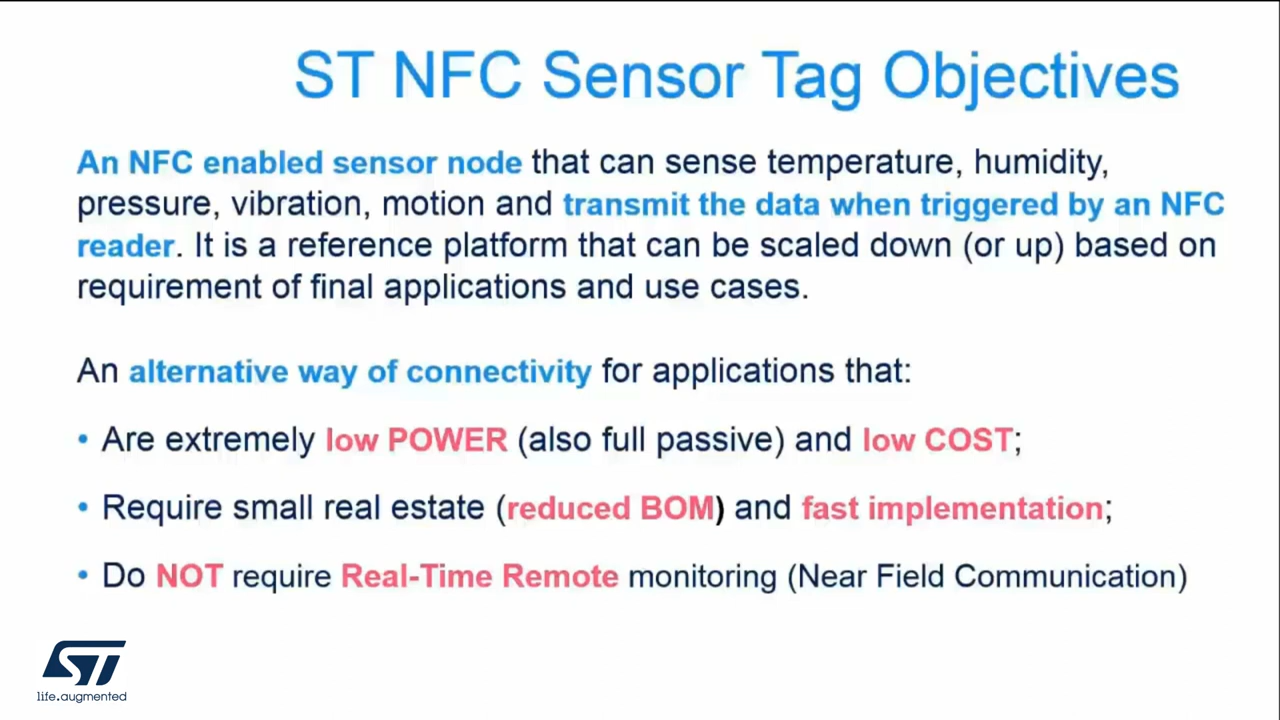 ST NFC Sensor Tag Objectives
An NFC enabled sensor node that can sense temperature, humidity,
pressure, vibration, motion and transmit the data when triggered by an NFC
reader. It is a reference platform that can be scaled down (or up) based on
requirement of final applications and use cases.
An alternative way of connectivity for applications that:
• Are extremely low POWER (also full passive) and low COST;
• Require small real estate (reduced BOM) and fast implementation;
• Do NOT require Real-Time Remote monitoring (Near Field Communication)
ST
life.augmented